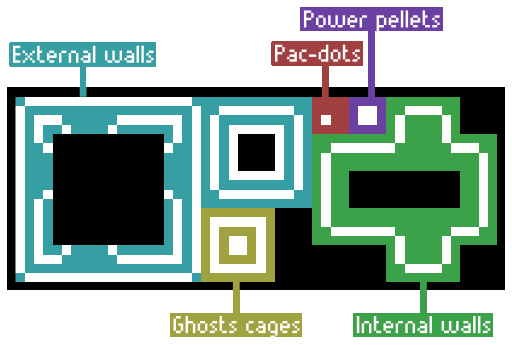 Power pellets
External walls
Pac-dots
Ghosts cages
Internal walls